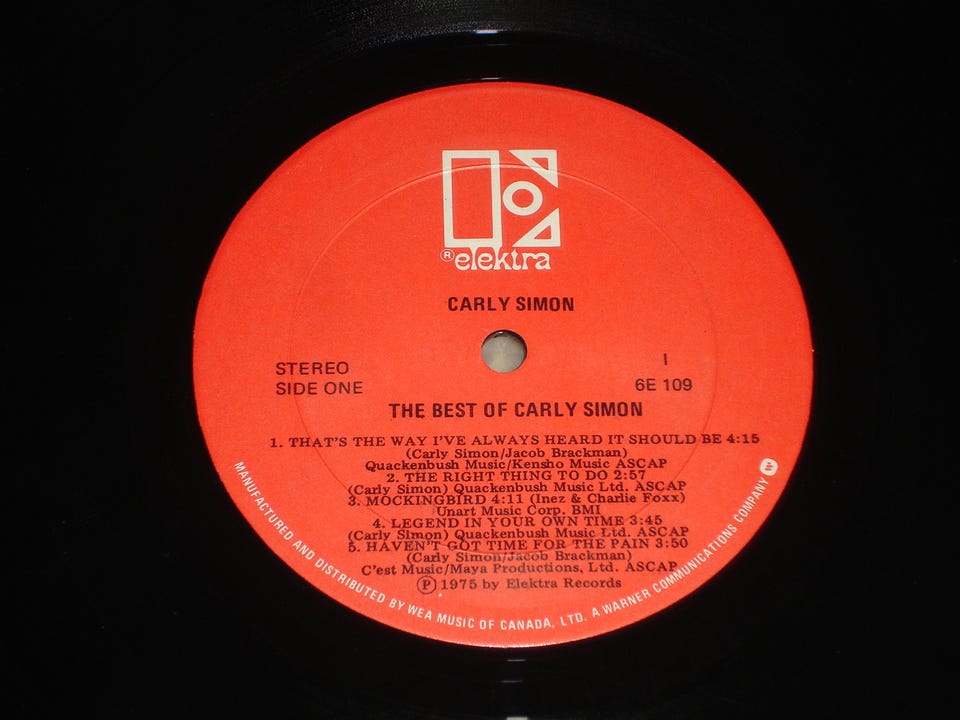 ® elektra
CARLY SIMON
STEREO
SIDE ONE
I
6E 109
THE BEST OF CARLY SIMON
1. THAT'S THE WAY I'VE ALWAYS HEARD IT SHOULD BE 4:15
(Carly Simon/Jacob Brackman)
Quackenbush Music/Kensho Music ASCAP
2. THE RIGHT THING TO DO 2:57
(Carly Simon) Quackenbush Music Ltd. ASCAP
3. MOCKINGBIRD 4:11 (Inez & Charlie Foxx)
Unart Music Corp. BMI
4. LEGEND IN YOUR OWN TIME 3:45
(Carly Simon) Quackenbush Music Ltd. ASCAP
5. HAVEN'T GOT TIME FOR THE PAIN 3:50
(Carly Simon/Jacob Brackman)
C'est Music/Maya Productions, Ltd. ASCAP
℗ 1975 by Elektra Records
MANUFACTURED AND DISTRIBUTED BY WEA MUSIC OF CANADA, LTD. A WARNER COMMUNICATIONS COMPANY